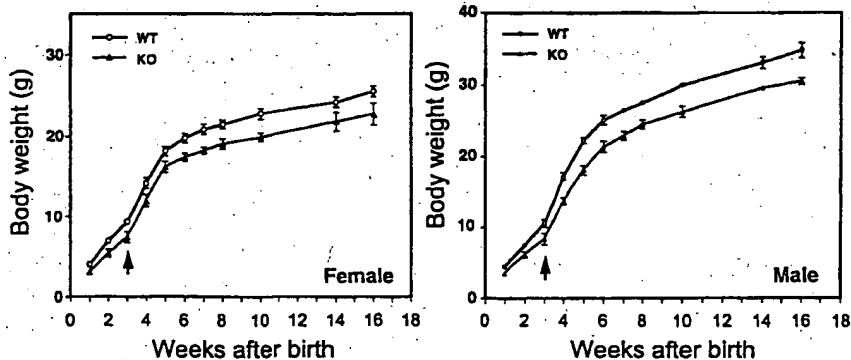 Body weight (g)
30
20
10
0
WT
KO
Female
0 2 4 6 8 10 12 14 16 18
Weeks after birth
Body weight (g)
40
30
20
10
0
WT
KO
Male
0 2 4 6 8 10 12 14 16 18
Weeks after birth